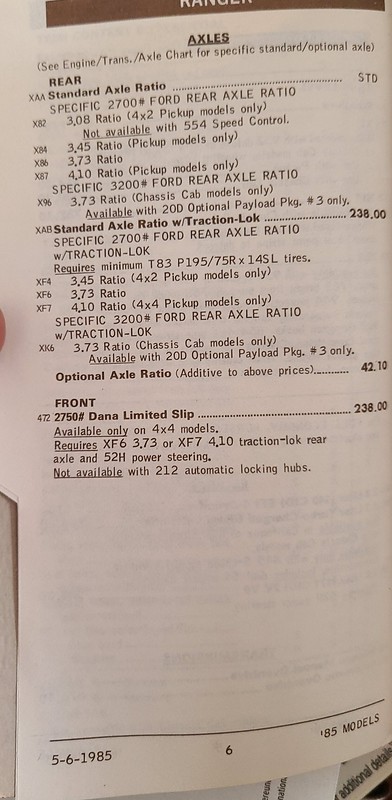 RANGER
AXLES
(See Engine/Trans./Axle Chart for specific standard/optional axle)
REAR
XAA Standard Axle Ratio .......... STD
SPECIFIC 2700# FORD REAR AXLE RATIO
X82 3,08 Ratio (4x2 Pickup models only)
Not available with 554 Speed Control.
X84 3,45 Ratio (Pickup models only)
X86 3,73 Ratio
X87 4,10 Ratio (Pickup models only)
SPECIFIC 3200# FORD REAR AXLE RATIO
X96 3.73 Ratio (Chassis Cab models only)
Available with 20D Optional Payload Pkg. #3 only.
XAB Standard Axle Ratio w/Traction-Lok .......... 238.00
SPECIFIC 2700# FORD REAR AXLE RATIO
w/TRACTION-LOK
Requires minimum T83 P195/75R x 14SL tires.
XF4 3,45 Ratio (4x2 Pickup models only)
XF6 3,73 Ratio
XF7 4,10 Ratio (4x4 Pickup models only)
SPECIFIC 3200# FORD REAR AXLE RATIO
w/TRACTION-LOK
XK6 3.73 Ratio (Chassis Cab models only)
Available with 20D Optional Payload Pkg. #3 only.
Optional Axle Ratio (Additive to above prices).......... 42.10
FRONT
472 2750# Dana Limited Slip .......... 238.00
Available only on 4x4 models.
Requires XF6 3,73 or XF7 4,10 traction-lok rear
axle and 52H power steering.
Not available with 212 automatic locking hubs.
5-6-1985
6
'85 MODELS
additional details